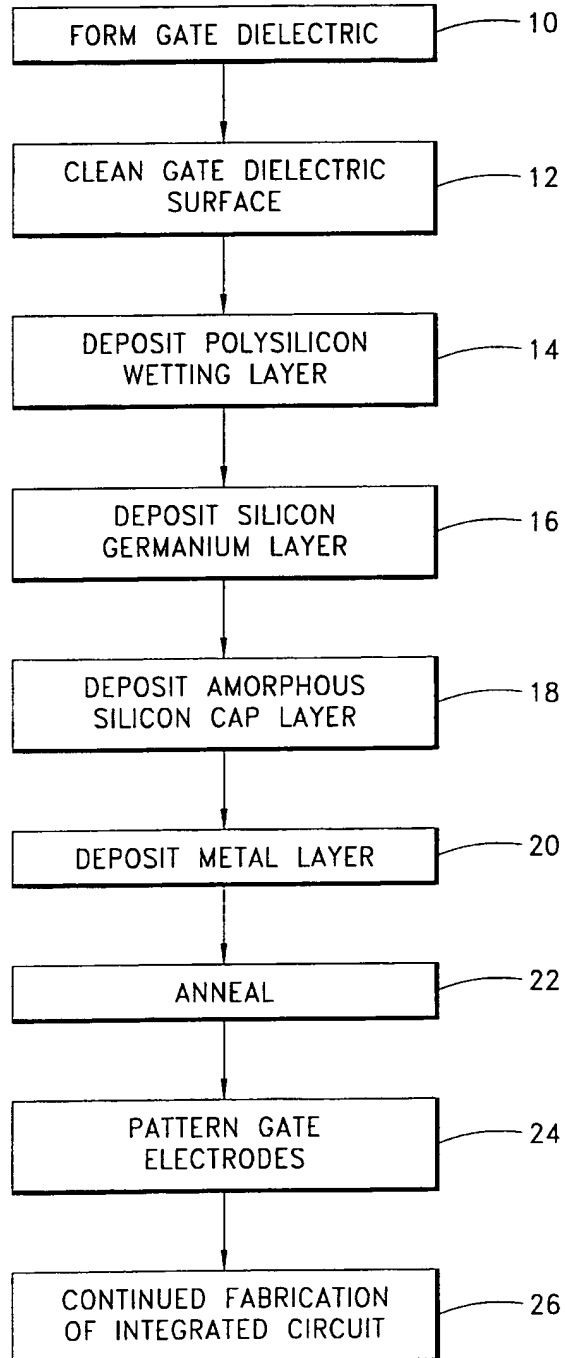 FORM GATE DIELECTRIC
10
CLEAN GATE DIELECTRIC
SURFACE
12
DEPOSIT POLYSILICON
WETTING LAYER
14
DEPOSIT SILICON
GERMANIUM LAYER
16
DEPOSIT AMORPHOUS
SILICON CAP LAYER
18
DEPOSIT METAL LAYER
20
ANNEAL
22
PATTERN GATE
ELECTRODES
24
CONTINUED FABRICATION
OF INTEGRATED CIRCUIT
26